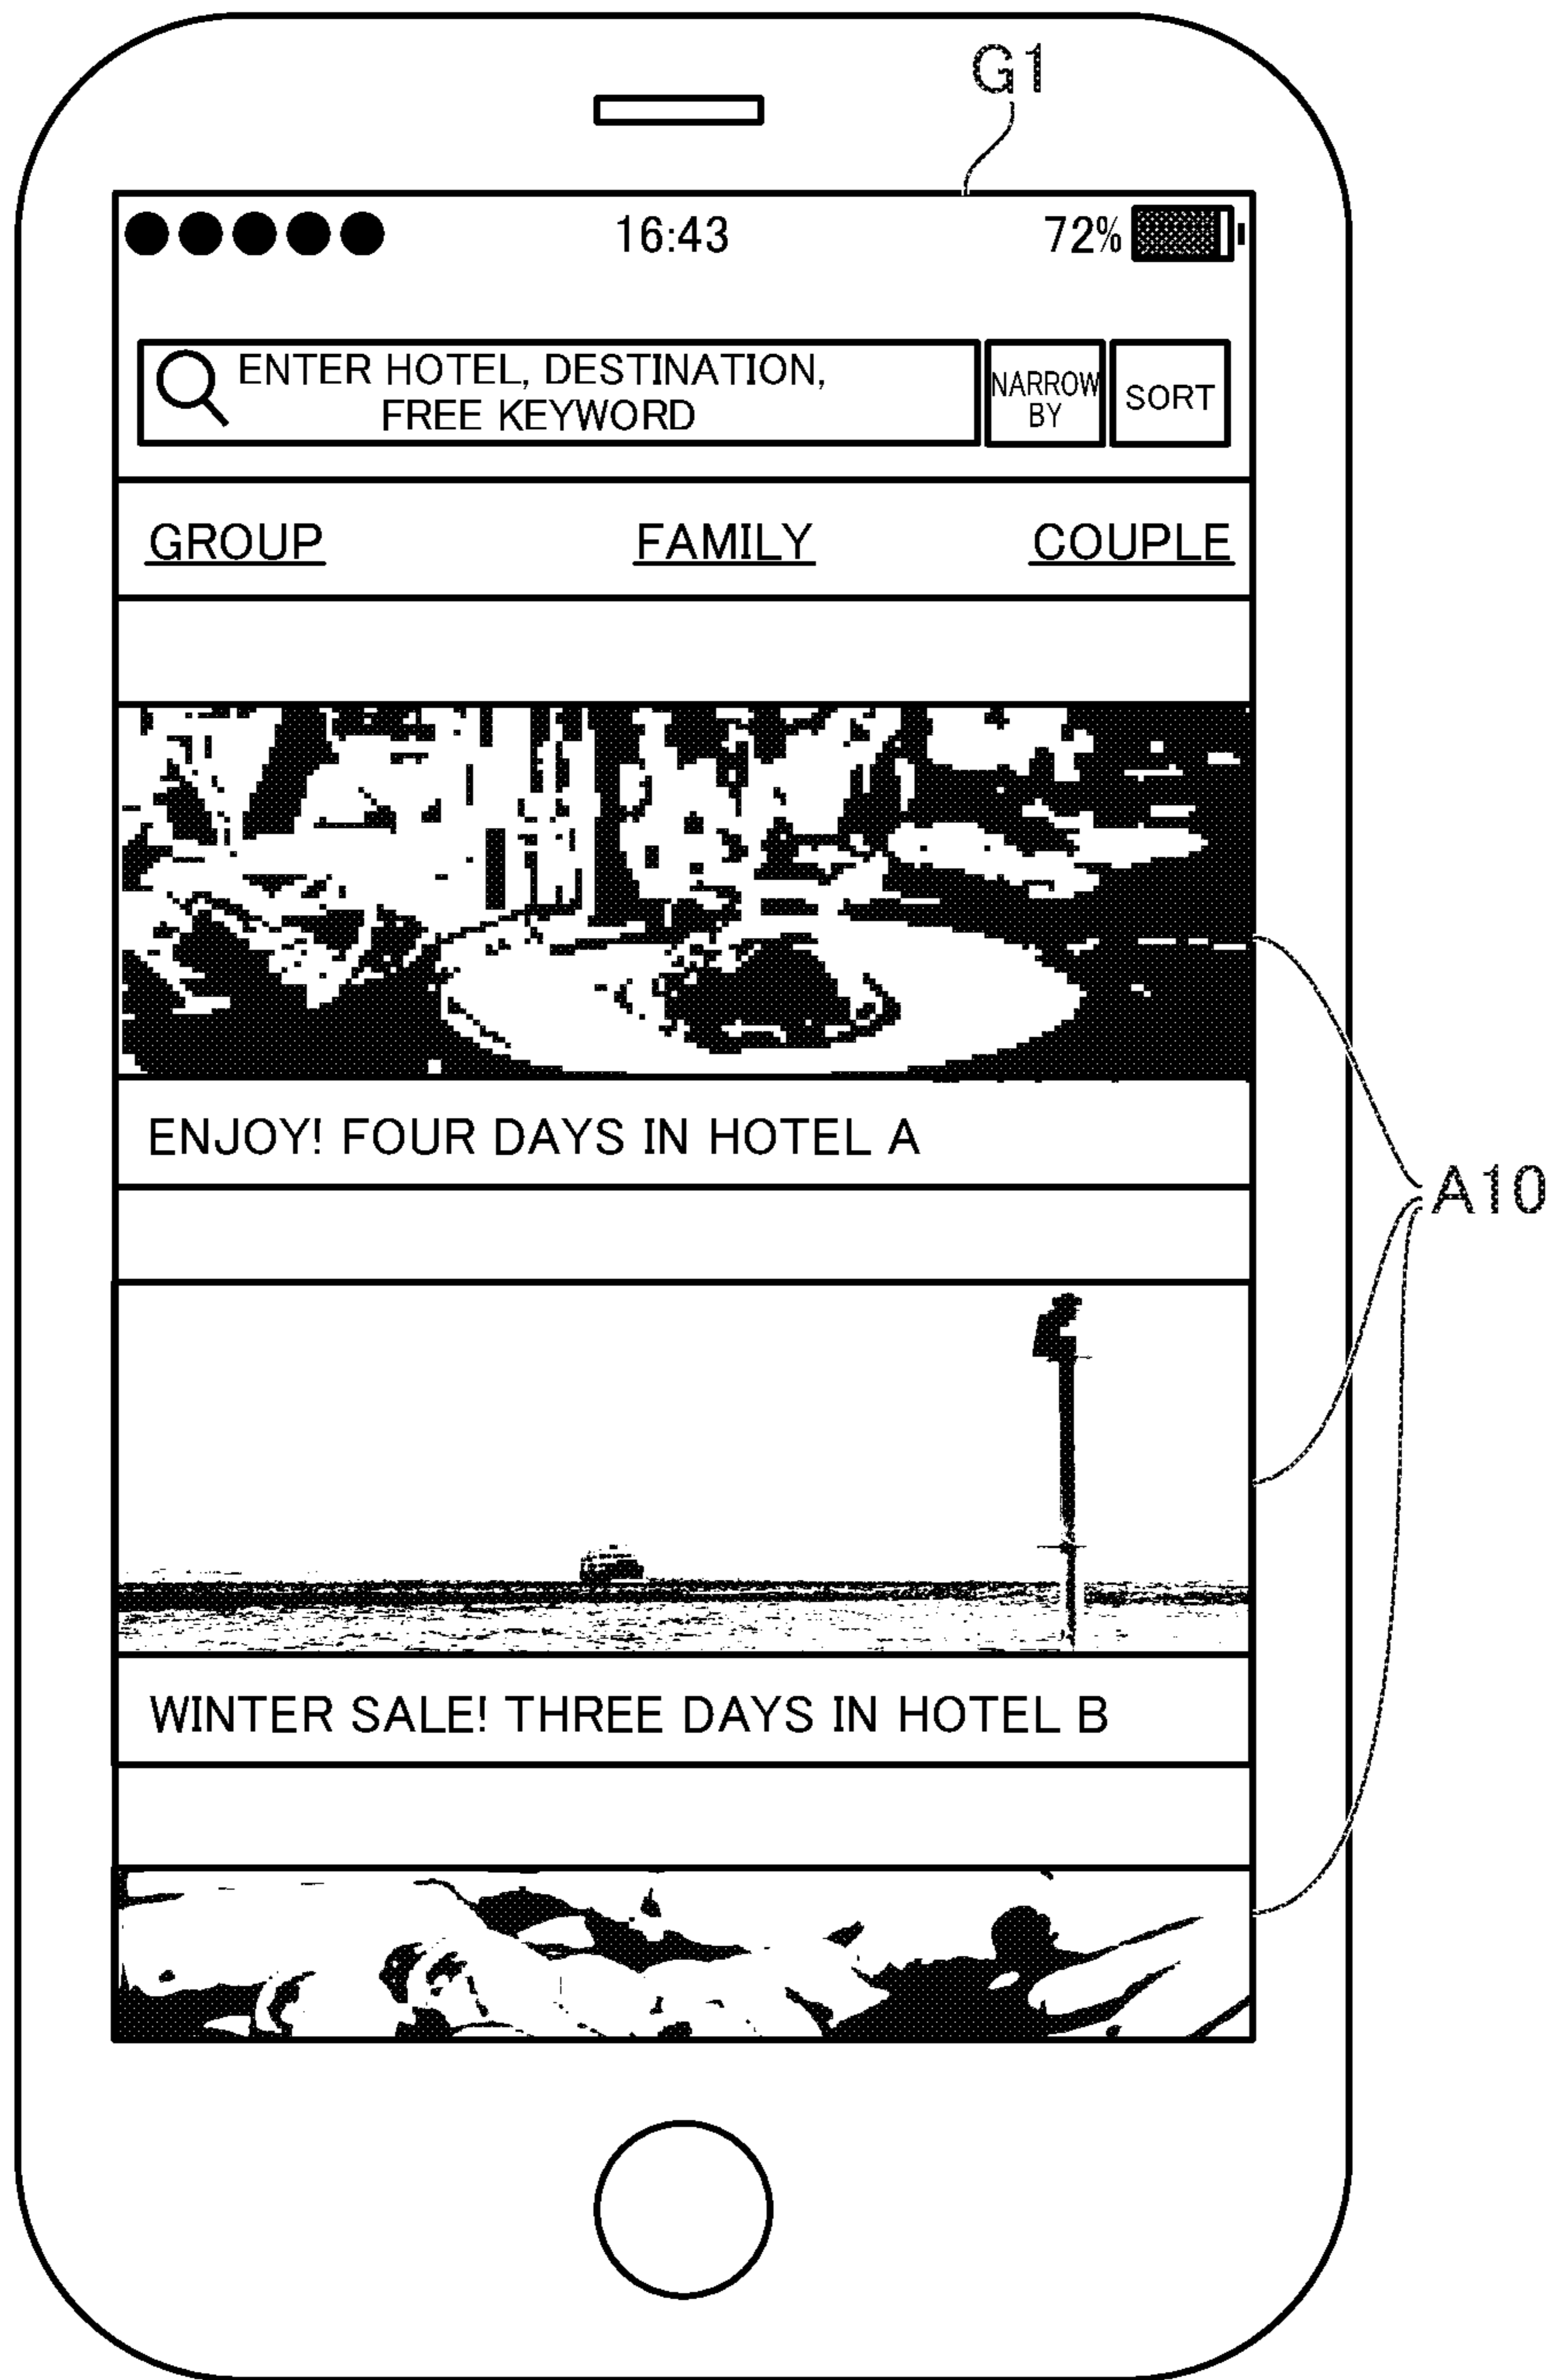 G1
16:43 72%
ENTER HOTEL, DESTINATION,
FREE KEYWORD
NARROW
BY
SORT
GROUP FAMILY COUPLE
ENJOY! FOUR DAYS IN HOTEL A
A10
WINTER SALE! THREE DAYS IN HOTEL B